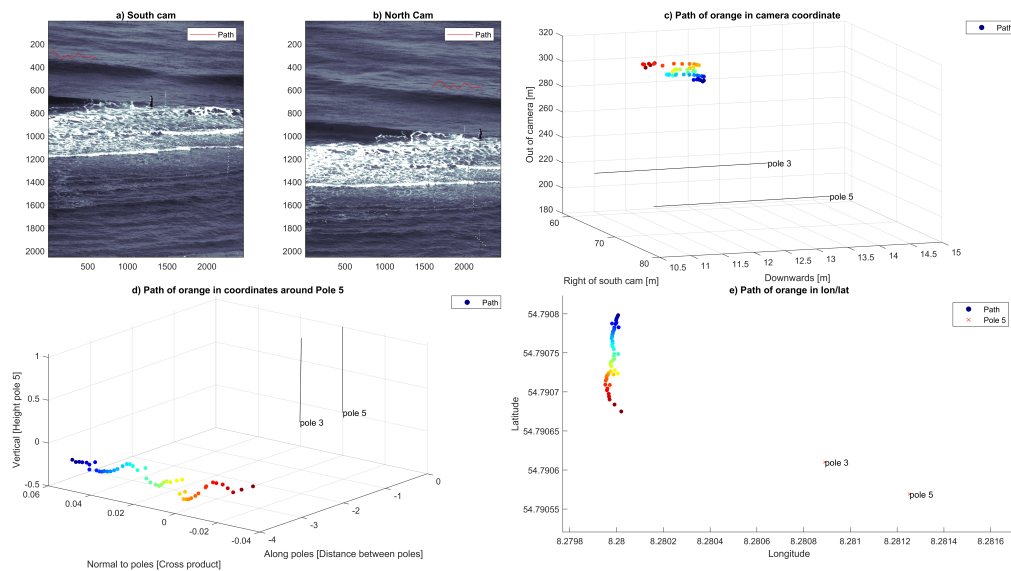 a) South cam
Path
200
400
600
800
1000
1200
1400
1600
1800
2000
500 1000 1500 2000
b) North Cam
Path
200
400
600
800
1000
1200
1400
1600
1800
2000
500 1000 1500 2000
c) Path of orange in camera coordinate
Path
320
300
280
260
240
220
200
180
Out of camera [m]
pole 3
pole 5
60
70
80
10.5 11 11.5 12 12.5 13 13.5 14 14.5 15
Right of south cam [m]
Downwards [m]
d) Path of orange in coordinates around Pole 5
Path
1
0.5
0
-0.5
Vertical [Height pole 5]
pole 3
pole 5
0.06
0.04
0.02
0
-0.02
-0.04
-4
-3
-2
-1
0
Along poles [Distance between poles]
Normal to poles [Cross product]
e) Path of orange in lon/lat
Path
Pole 5
54.7908
54.79075
54.7907
54.79065
54.7906
54.79055
Latitude
pole 3
pole 5
8.2798 8.28 8.2802 8.2804 8.2806 8.2808 8.281 8.2812 8.2814 8.2816
Longitude